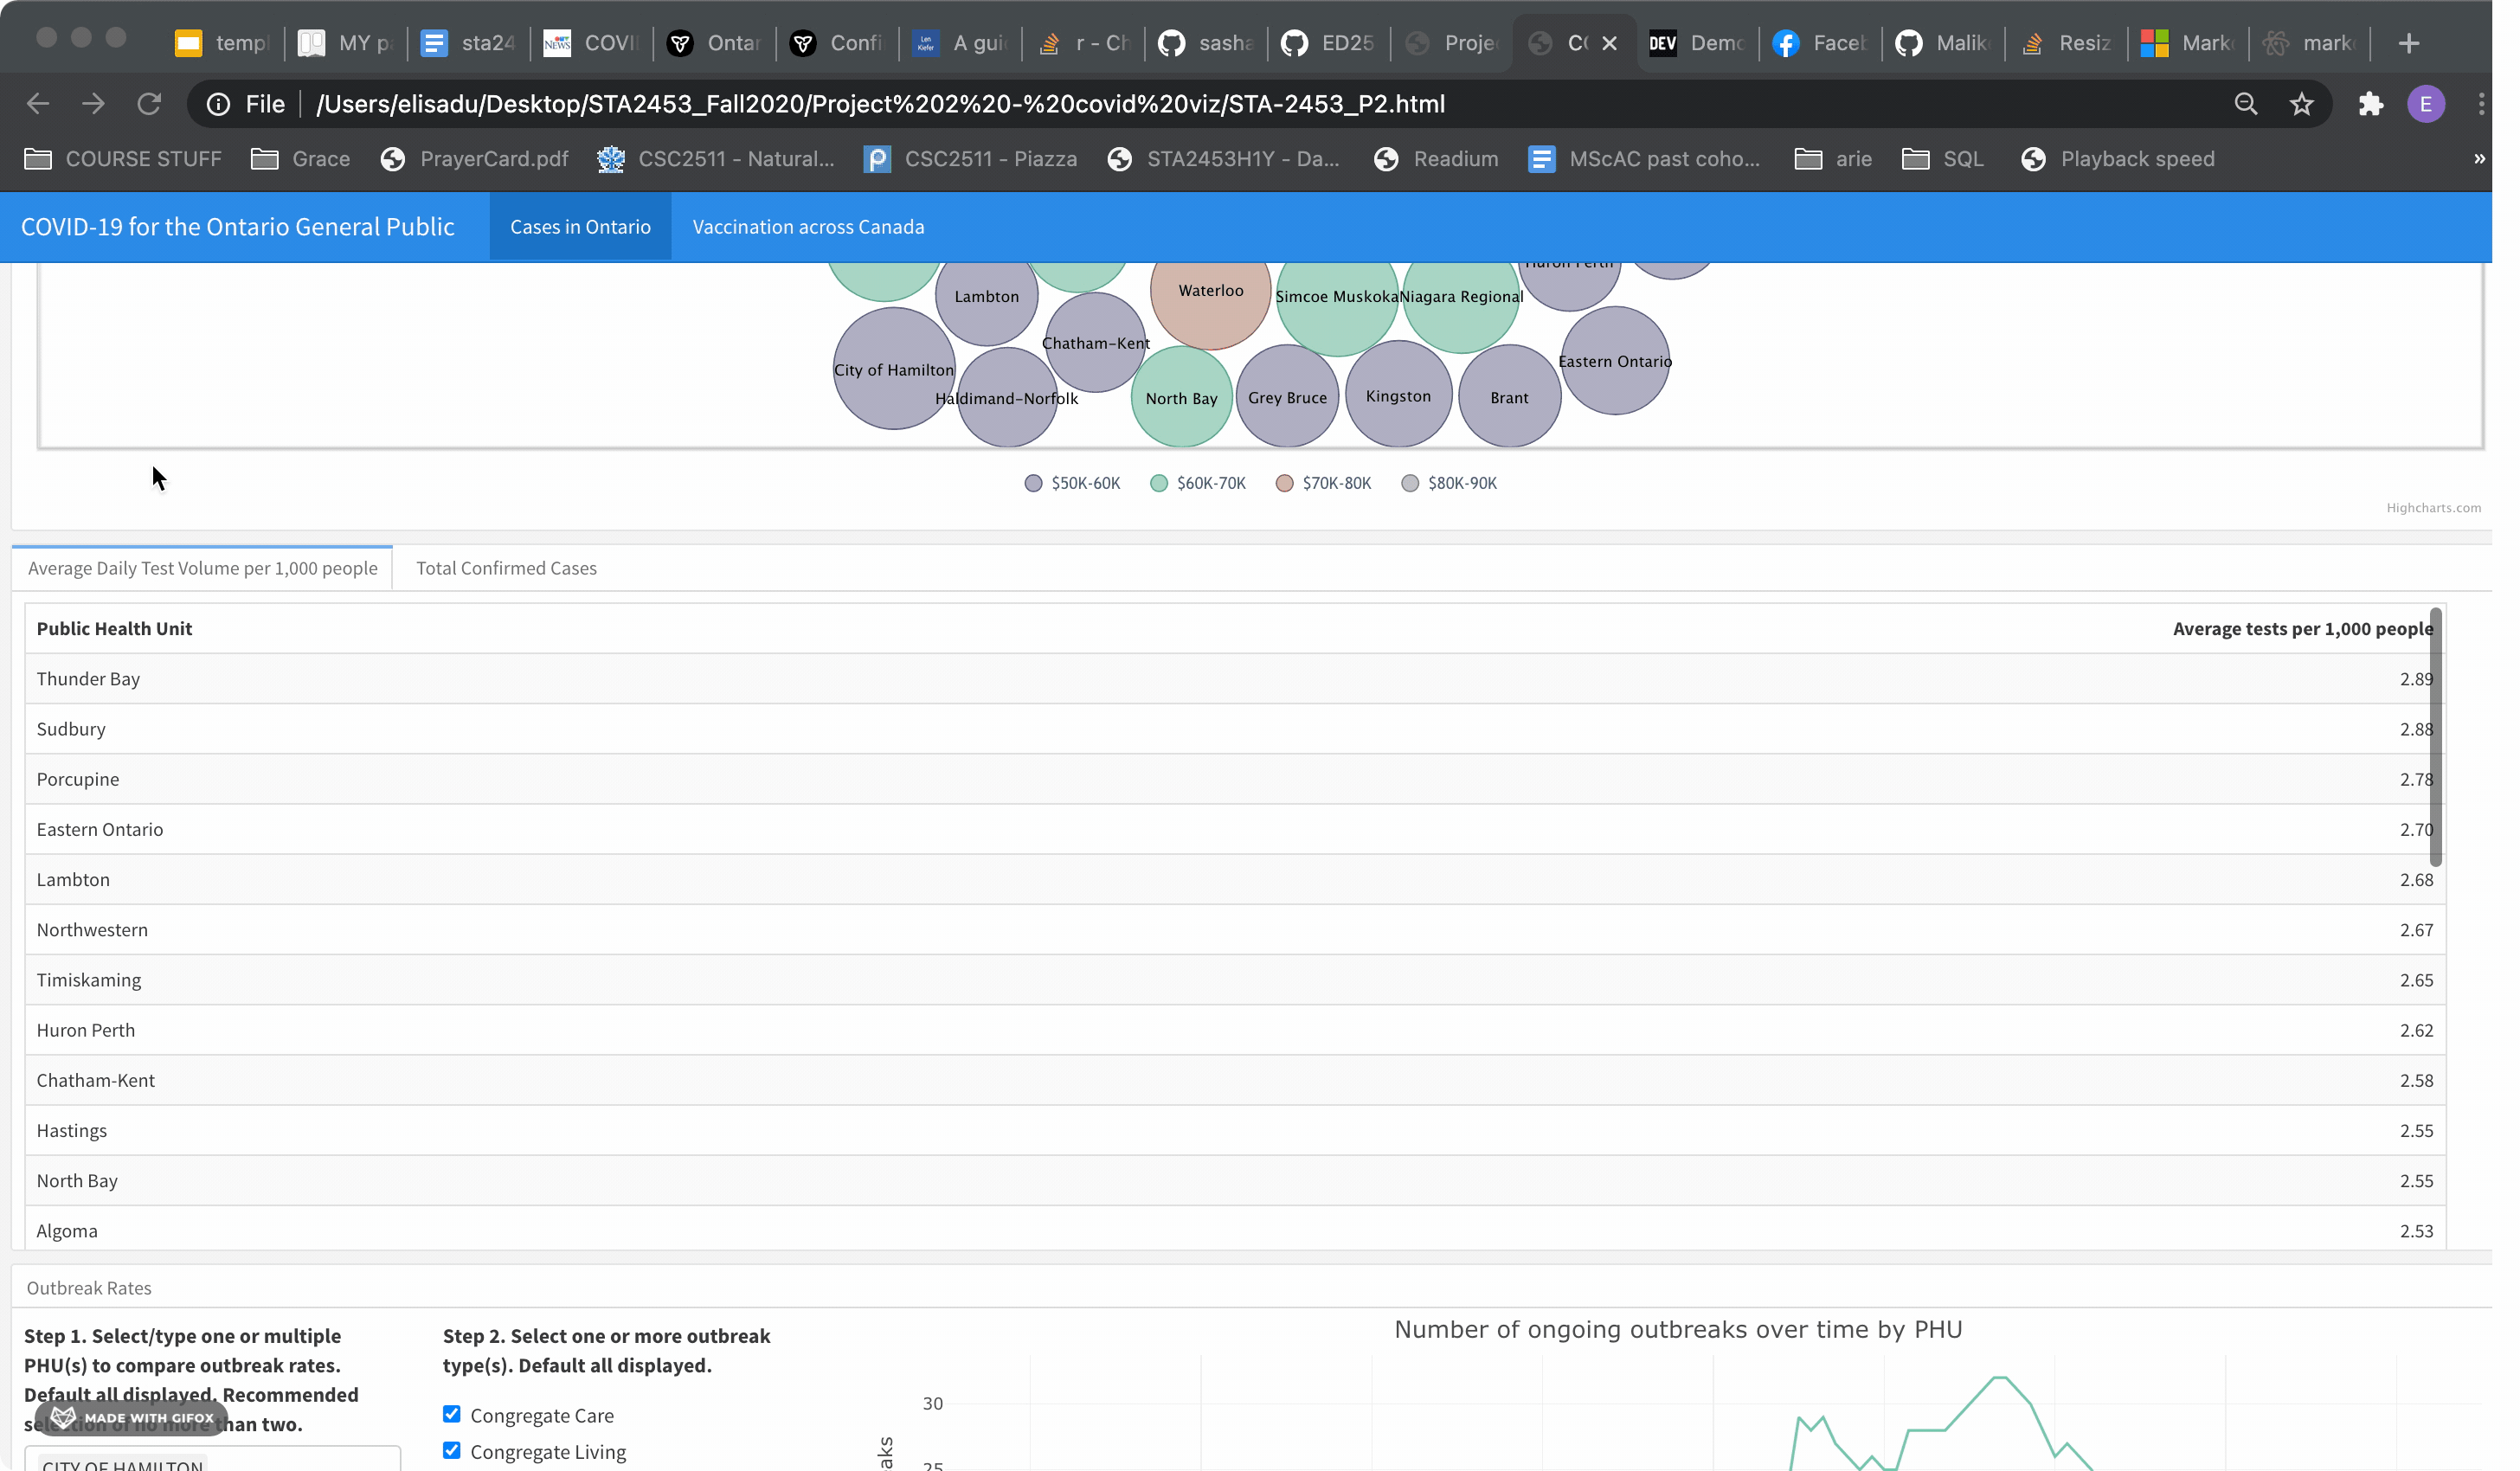 templ MY p sta24 COVI Ontar Confi A gui r - Ch sasha ED25 Projec C( DEV Demo Faceb Malik Resiz Mark mark
NEWS
Len Kiefer
File /Users/elisadu/Desktop/STA2453_Fall2020/Project%202%20-%20covid%20viz/STA-2453_P2.html E
COURSE STUFF Grace PrayerCard.pdf CSC2511 - Natural... CSC2511 - Piazza STA2453H1Y - Da... Readium MScAC past coho... arie SQL Playback speed »
COVID-19 for the Ontario General Public Cases in Ontario Vaccination across Canada
Huron Perth
Lambton Waterloo Simcoe Muskoka Niagara Regional
Chatham-Kent
City of Hamilton Eastern Ontario
Haldimand-Norfolk North Bay Grey Bruce Kingston Brant
$50K-60K $60K-70K $70K-80K $80K-90K
Highcharts.com
Average Daily Test Volume per 1,000 people Total Confirmed Cases
Public Health Unit Average tests per 1,000 people
Thunder Bay 2.89
Sudbury 2.88
Porcupine 2.78
Eastern Ontario 2.70
Lambton 2.68
Northwestern 2.67
Timiskaming 2.65
Huron Perth 2.62
Chatham-Kent 2.58
Hastings 2.55
North Bay 2.55
Algoma 2.53
Outbreak Rates
Step 1. Select/type one or multiple
PHU(s) to compare outbreak rates.
Default all displayed. Recommended
selection of no more than two.
MADE WITH GIFOX
CITY OF HAMILTON
Step 2. Select one or more outbreak
type(s). Default all displayed.
Congregate Care
Congregate Living
Number of ongoing outbreaks over time by PHU
30
25
aks